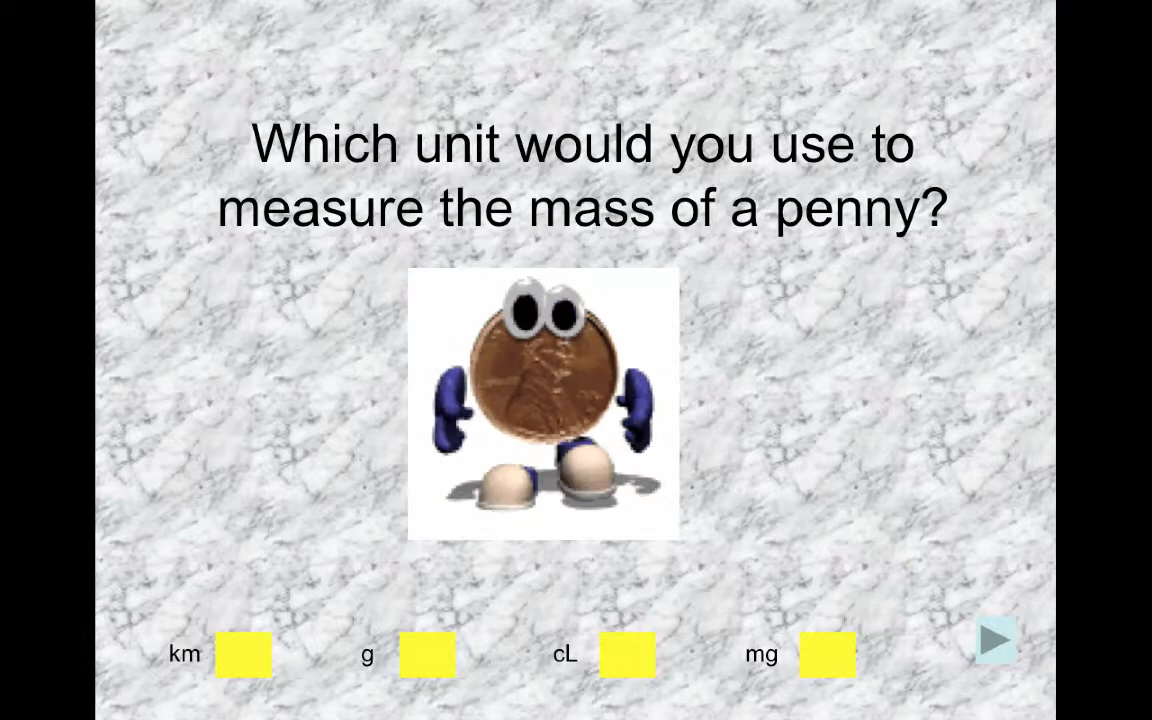 Which unit would you use to
measure the mass of a penny?
km g cL mg